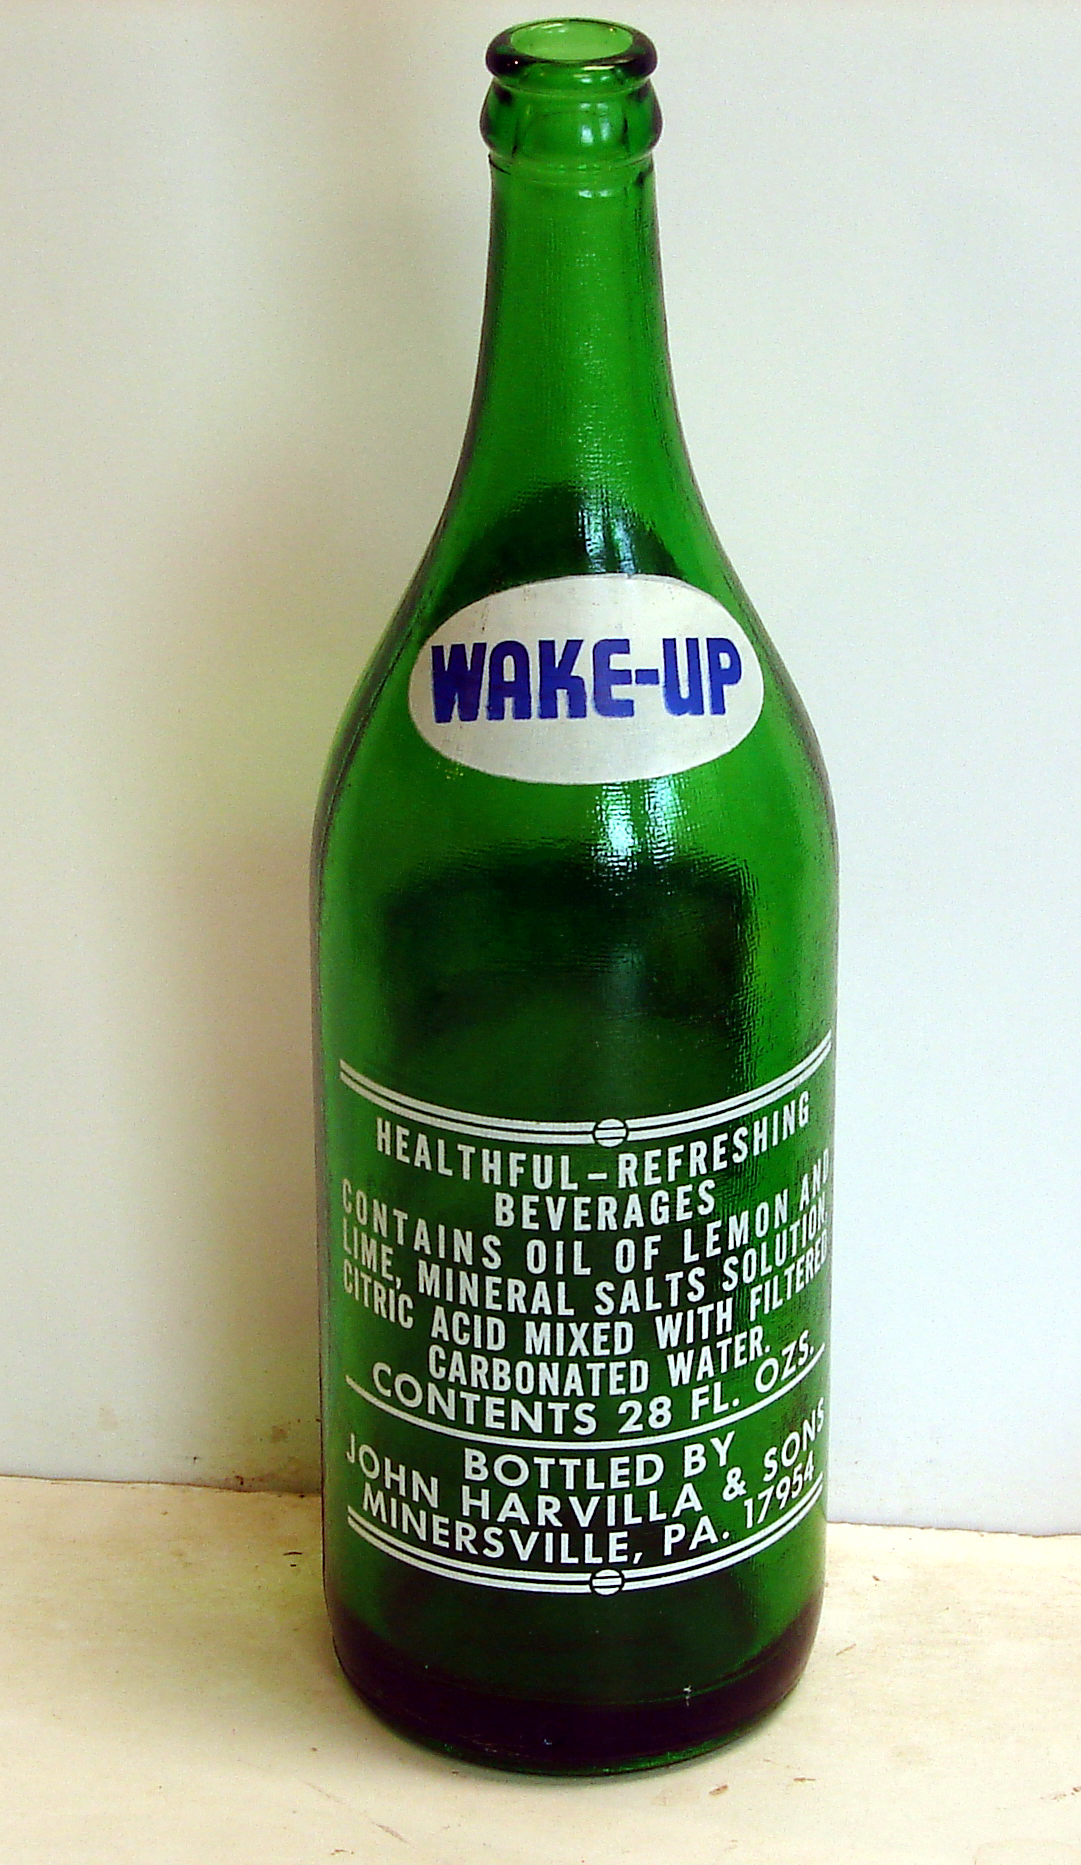 WAKE-UP
HEALTHFUL-REFRESHING
BEVERAGES
CONTAINS OIL OF LEMON AND
LIME, MINERAL SALTS SOLUTION,
CITRIC ACID MIXED WITH FILTERED
CARBONATED WATER.
CONTENTS 28 FL. OZS.
BOTTLED BY
JOHN HARVILLA & SONS
MINERSVILLE, PA. 17954